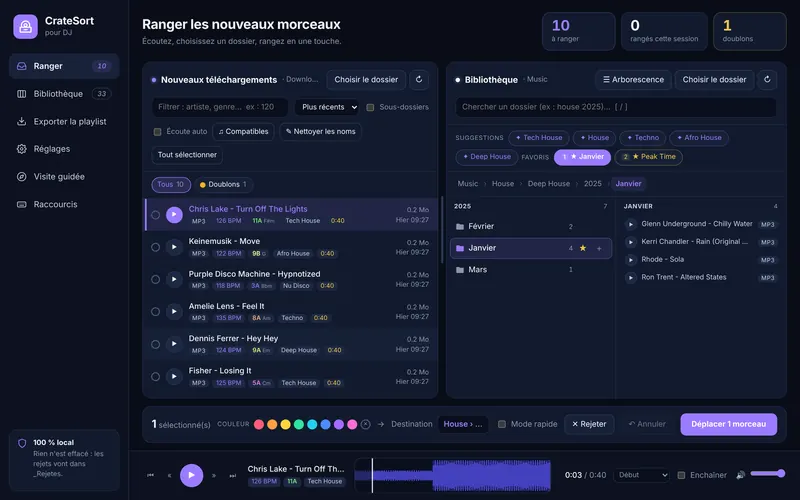 CrateSort
pour DJ
Ranger 10
Bibliothèque 33
Exporter la playlist
Réglages
Visite guidée
Raccourcis
100 % local
Rien n'est effacé : les
rejets vont dans
_Rejetes.
Ranger les nouveaux morceaux
Écoutez, choisissez un dossier, rangez en une touche.
10
à ranger
0
rangés cette session
1
doublons
Nouveaux téléchargements · Downlo... Choisir le dossier
Filtrer : artiste, genre... ex : 120 Plus récents Sous-dossiers
Écoute auto ♫ Compatibles ✎ Nettoyer les noms
Tout sélectionner
Tous 10 Doublons 1
Chris Lake - Turn Off The Lights 0.2 Mo
MP3 126 BPM 11A F#m Tech House 0:40 Hier 09:27
Keinemusik - Move 0.2 Mo
MP3 122 BPM 9B G Afro House 0:40 Hier 09:27
Purple Disco Machine - Hypnotized 0.2 Mo
MP3 118 BPM 3A Bbm Nu Disco 0:40 Hier 09:27
Amelie Lens - Feel It 0.2 Mo
MP3 135 BPM 8A Am Techno 0:40 Hier 09:27
Dennis Ferrer - Hey Hey 0.2 Mo
MP3 124 BPM 9A Em Deep House 0:40 Hier 09:27
Fisher - Losing It 0.2 Mo
MP3 125 BPM 5A Cm Tech House 0:40 Hier 09:27
Bibliothèque · Music ☰ Arborescence Choisir le dossier
Chercher un dossier (ex : house 2025)... [ / ]
SUGGESTIONS + Tech House + House + Techno + Afro House
+ Deep House FAVORIS 1 ★ Janvier 2 ★ Peak Time
Music › House › Deep House › 2025 › Janvier
2025 7
Février 2
Janvier 4 ★ +
Mars 1
JANVIER 4
Glenn Underground - Chilly Water MP3
Kerri Chandler - Rain (Original ... MP3
Rhode - Sola MP3
Ron Trent - Altered States MP3
1 sélectionné(s) COULEUR → Destination House › ... Mode rapide ✕ Rejeter ↶ Annuler Déplacer 1 morceau
Chris Lake - Turn Off Th...
126 BPM 11A Tech House
0:03 / 0:40 Début Enchaîner